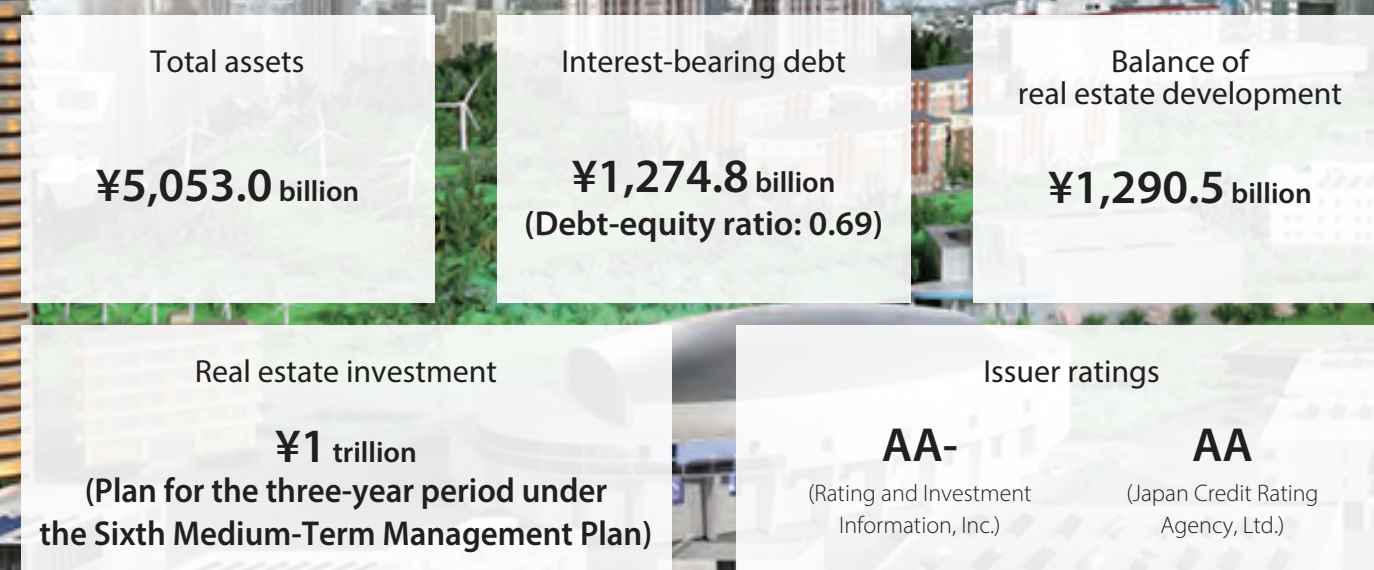 Total assets
¥5,053.0 billion
Interest-bearing debt
¥1,274.8 billion
(Debt-equity ratio: 0.69)
Balance of
real estate development
¥1,290.5 billion
Real estate investment
¥1 trillion
(Plan for the three-year period under
the Sixth Medium-Term Management Plan)
Issuer ratings
AA-
(Rating and Investment
Information, Inc.)
AA
(Japan Credit Rating
Agency, Ltd.)